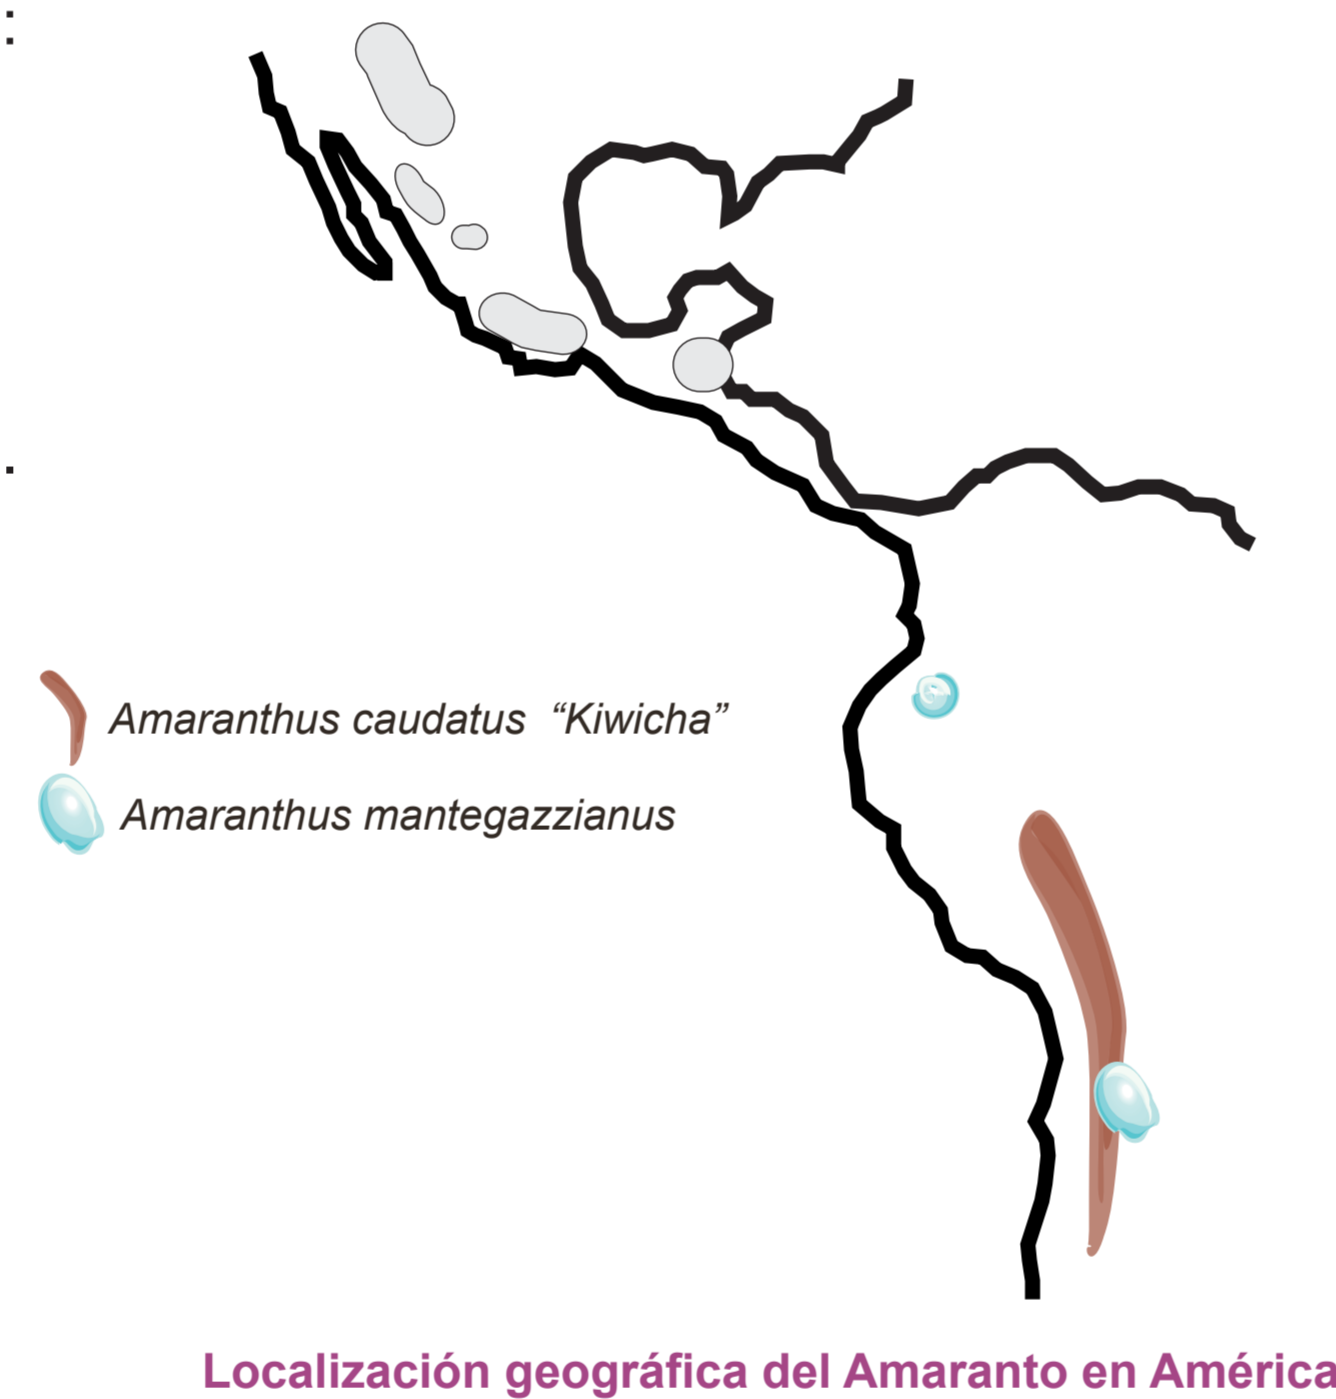 :
.
Amaranthus caudatus “Kiwicha”
Amaranthus mantegazzianus
Localización geográfica del Amaranto en América